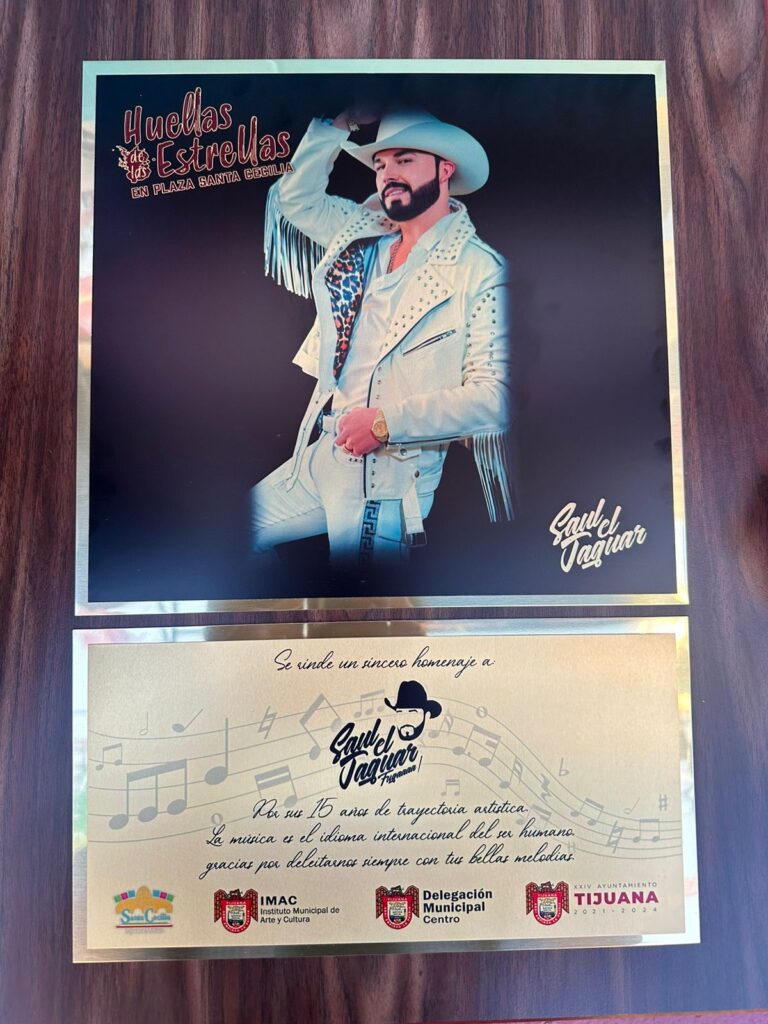 Huellas
de las Estrellas
EN PLAZA SANTA CECILIA
Saul el
Jaguar
Se rinde un sincero homenaje a:
Saul el
Jaguar
Por sus 15 años de trayectoria artística.
La música es el idioma internacional del ser humano.
gracias por deleitarnos siempre con tus bellas melodías.
Santa Cecilia
IMAC
Instituto Municipal de
Arte y Cultura
Delegación
Municipal
Centro
XXIV AYUNTAMIENTO
TIJUANA
2021 - 2024